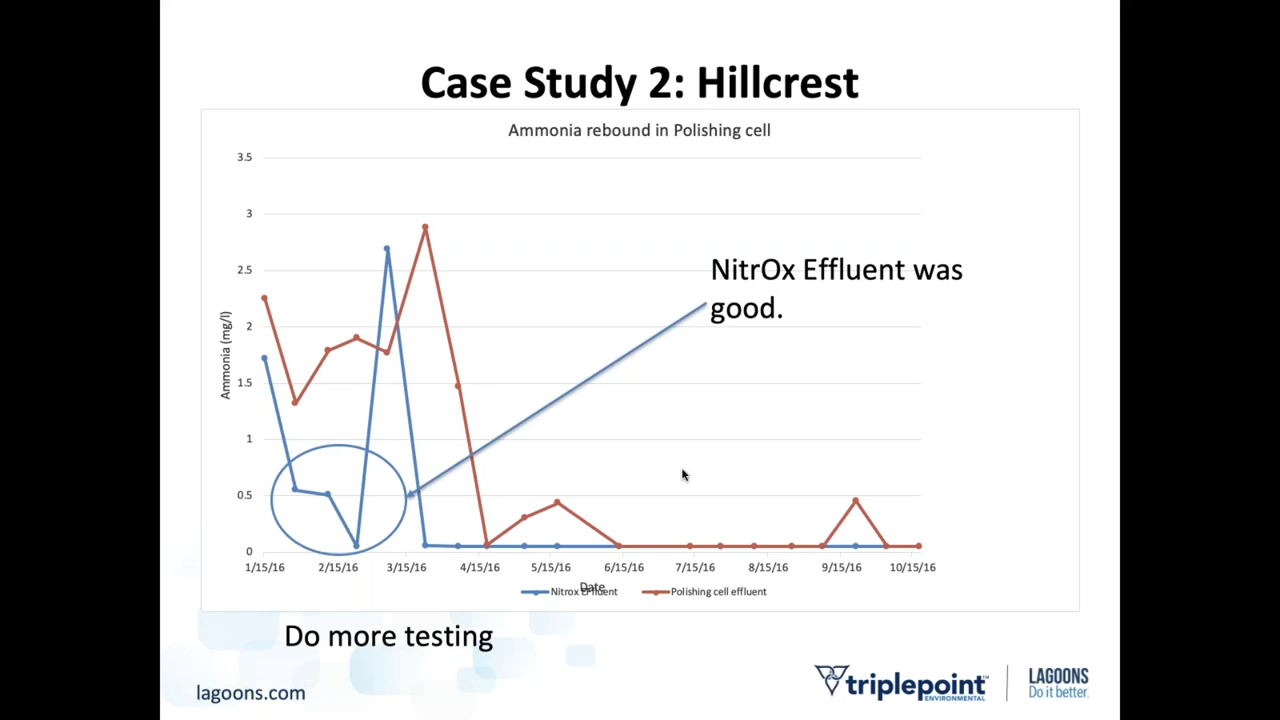 Case Study 2: Hillcrest
Ammonia rebound in Polishing cell
3.5
3
2.5
2
1.5
1
0.5
0
Ammonia (mg/l)
NitrOx Effluent was
good.
1/15/16 2/15/16 3/15/16 4/15/16 5/15/16 6/15/16 7/15/16 8/15/16 9/15/16 10/15/16
Date
Nitrox Effluent Polishing cell effluent
Do more testing
lagoons.com
triplepoint™
ENVIRONMENTAL
LAGOONS
Do it better.